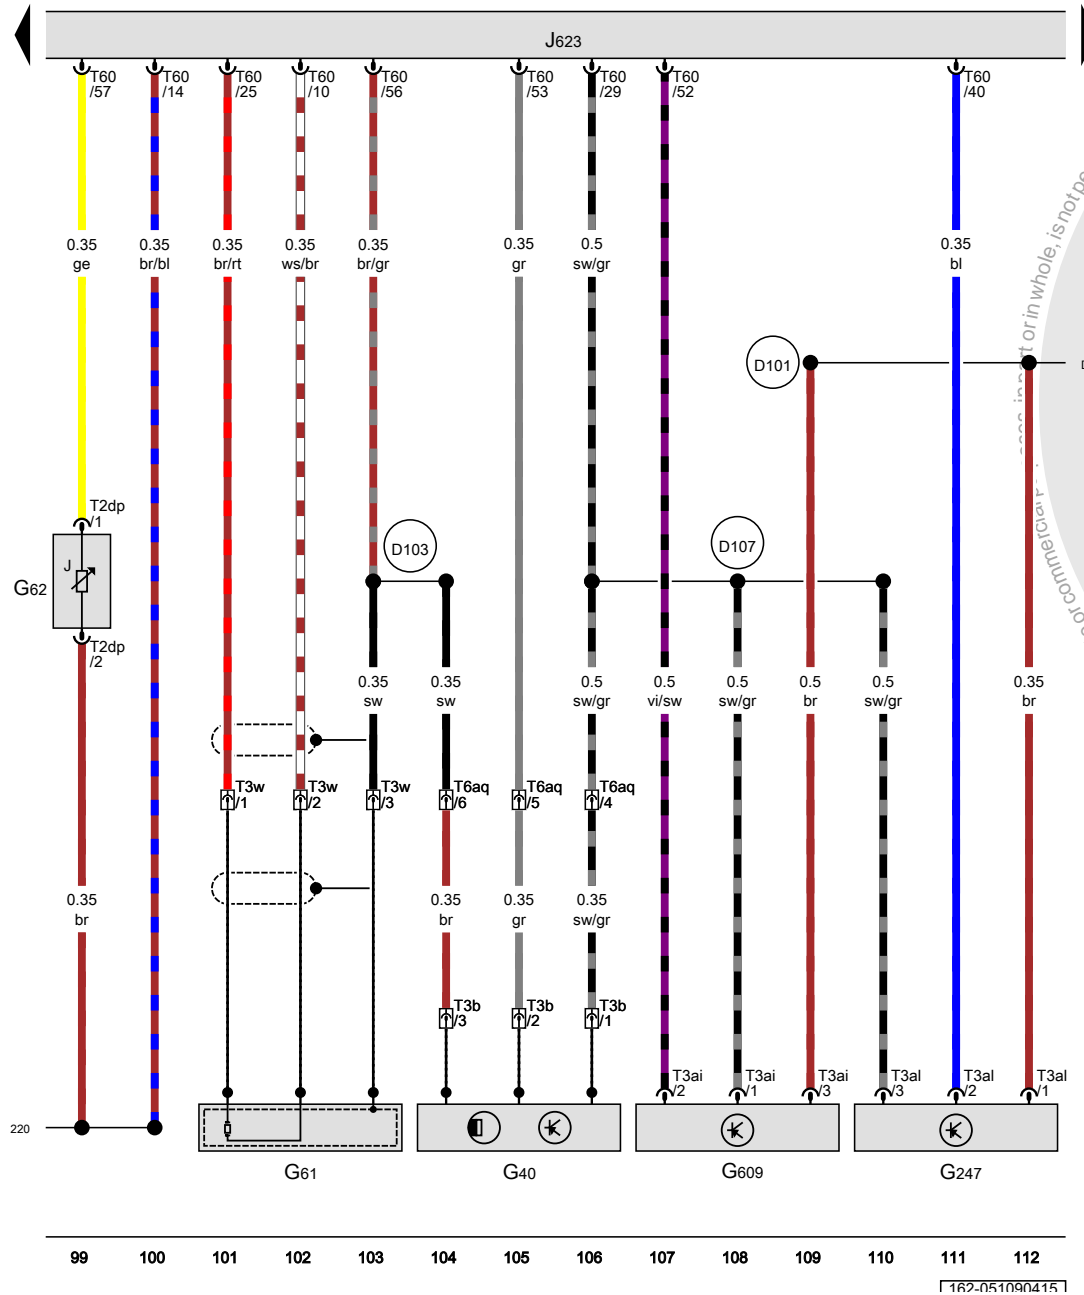 J623
T60 T60 T60 T60 T60 T60 T60 T60 T60
/57 /14 /25 /10 /56 /53 /29 /52 /40
0.35 0.35 0.35 0.35 0.35 0.35 0.5 0.35
ge br/bl br/rt ws/br br/gr gr sw/gr bl
is not
or in whole,
D101
T2dp
/1
D103
D107
J
G62
or commercial
T2dp
/2
0.35 0.35 0.5 0.5 0.5 0.5 0.5 0.35
sw sw sw/gr vi/sw sw/gr br sw/gr br
T3w T3w T3w T6aq T6aq T6aq
/1 /2 /3 /6 /5 /4
0.35 0.35 0.35 0.35
br br gr sw/gr
T3b T3b T3b
/3 /2 /1
T3ai T3ai T3ai T3al T3al T3al
/2 /1 /3 /3 /2 /1
220
G61 G40 G609 G247
99 100 101 102 103 104 105 106 107 108 109 110 111 112
162-051090415